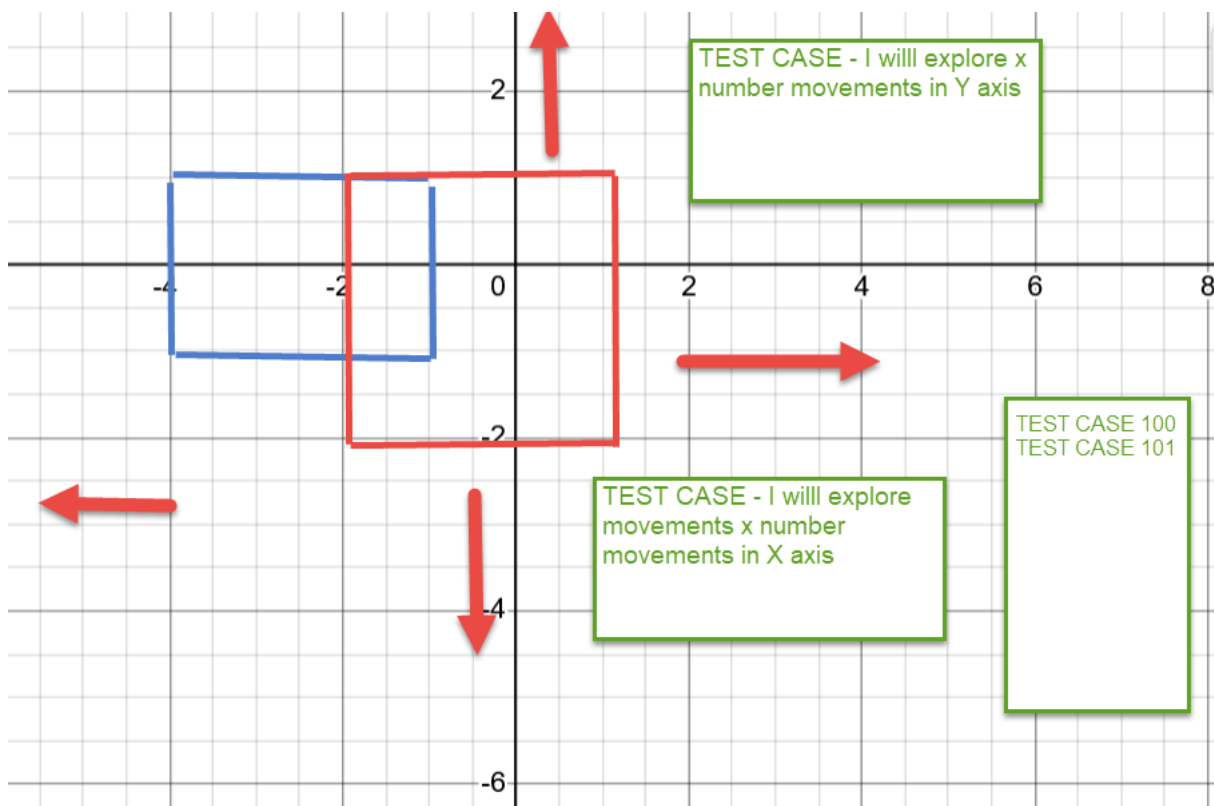 TEST CASE - I willl explore x
number movements in Y axis
2
-4
-2
0
2
4
6
8
-2
TEST CASE 100
TEST CASE 101
TEST CASE - I willl explore
movements x number
movements in X axis
-4
-6